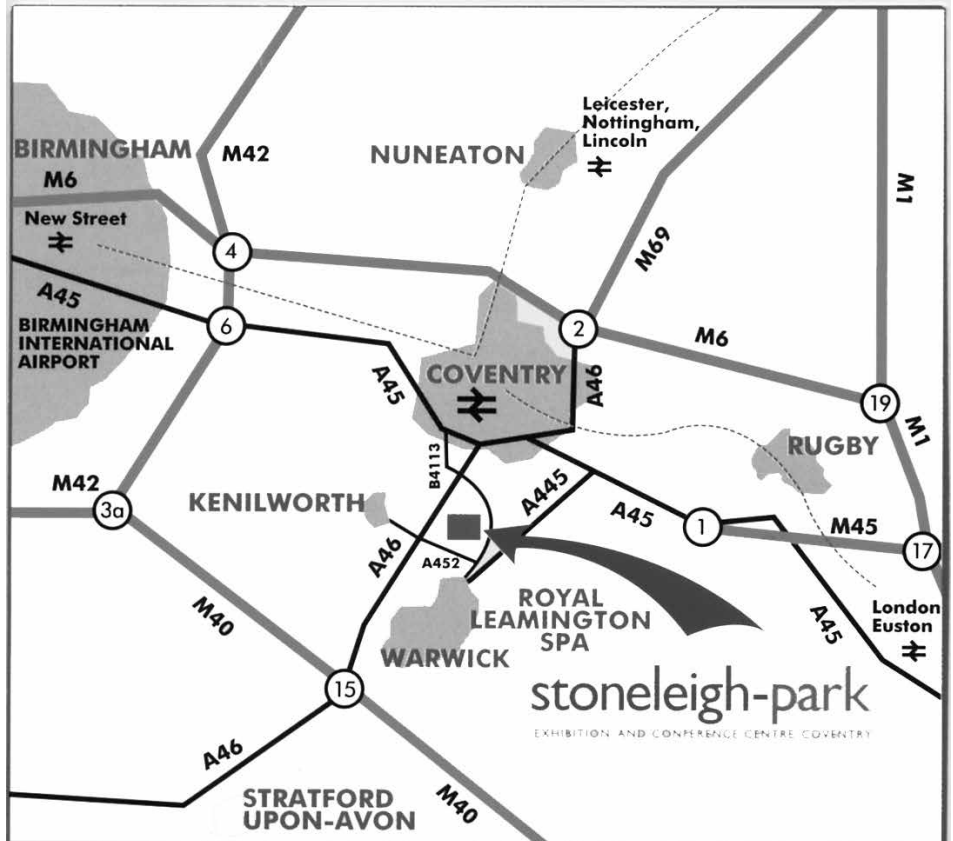 Leicester,
Nottingham,
Lincoln
BIRMINGHAM
M42
NUNEATON
M6
M1
New Street
4
M69
A45
6
2
M6
BIRMINGHAM
INTERNATIONAL
AIRPORT
A45
COVENTRY
A46
19
M1
RUGBY
B4113
M42
3a
KENILWORTH
A445
A45
1
M45
17
A46
A452
ROYAL
LEAMINGTON
SPA
M40
A45
London
Euston
WARWICK
15
stoneleigh-park
EXHIBITION AND CONFERENCE CENTRE COVENTRY
A46
STRATFORD
UPON-AVON
M40